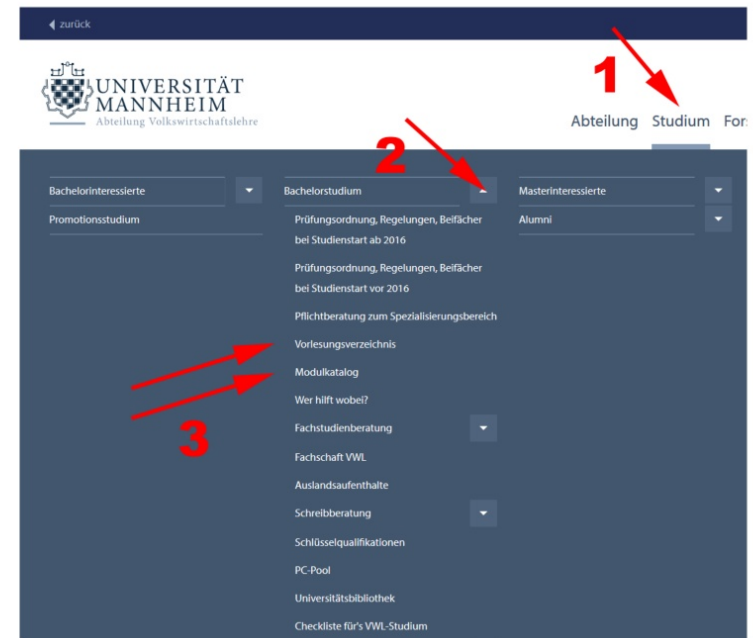 zurück
1
UNIVERSITÄT
MANNHEIM
Abteilung Volkswirtschaftslehre
Abteilung Studium For
2
Bachelorinteressierte
Promotionsstudium
Bachelorstudium
Prüfungsordnung, Regelungen, Beifächer
bei Studienstart ab 2016
Prüfungsordnung, Regelungen, Beifächer
bei Studienstart vor 2016
Pflichtberatung zum Spezialisierungsbereich
Vorlesungsverzeichnis
Modulkatalog
3
Wer hilft wobei?
Fachstudienberatung
Fachschaft VWL
Auslandsaufenthalte
Schreibberatung
Schlüsselqualifikationen
PC-Pool
Universitätsbibliothek
Checkliste für's VWL-Studium
Masterinteressierte
Alumni